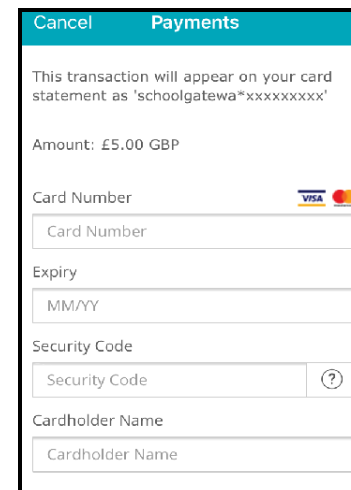 Cancel Payments
This transaction will appear on your card
statement as 'schoolgatewa*xxxxxxxxx'
Amount: £5.00 GBP
Card Number VISA
Card Number
Expiry
MM/YY
Security Code
Security Code ?
Cardholder Name
Cardholder Name